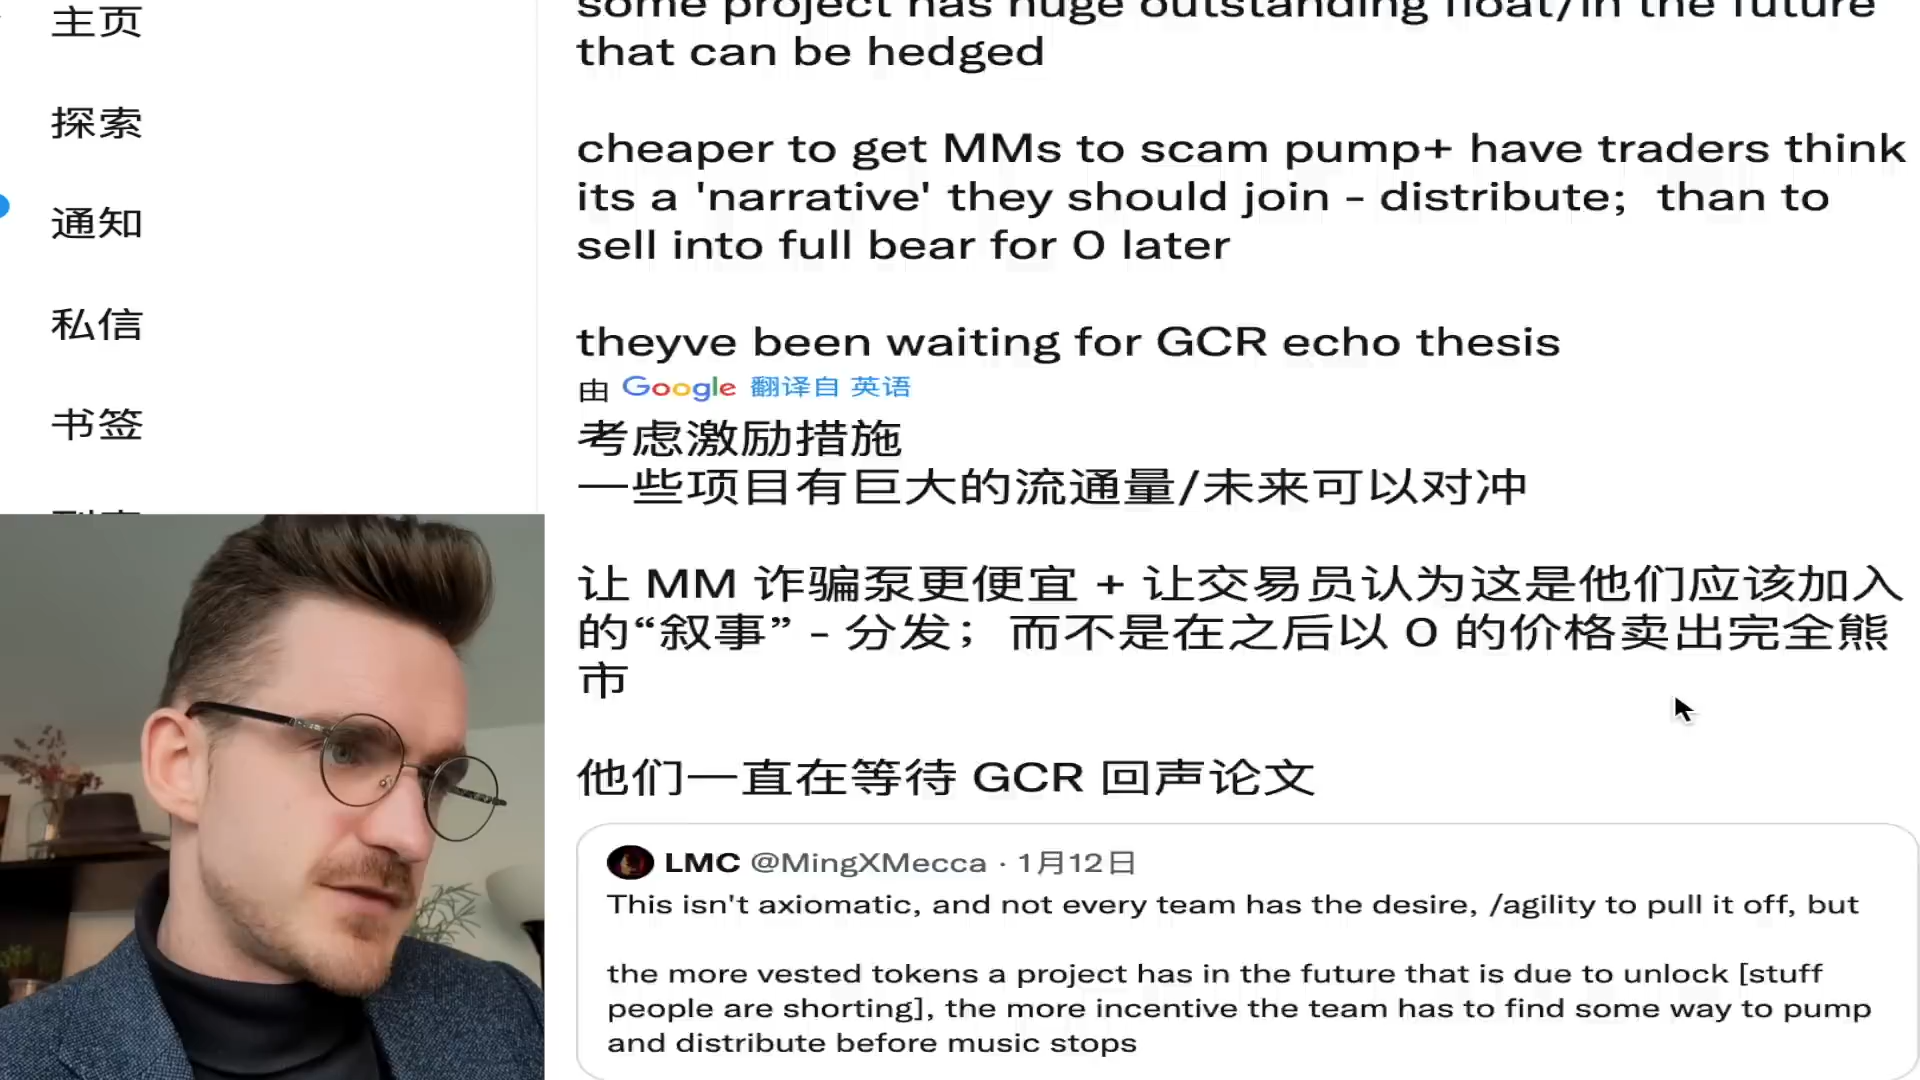 主页
探索
通知
私信
书签
some project has huge outstanding float/in the future
that can be hedged
cheaper to get MMs to scam pump+ have traders think
its a 'narrative' they should join - distribute;  than to
sell into full bear for 0 later
theyve been waiting for GCR echo thesis
由 Google 翻译自 英语
考虑激励措施
一些项目有巨大的流通量/未来可以对冲
让 MM 诈骗泵更便宜 + 让交易员认为这是他们应该加入
的“叙事” - 分发；而不是在之后以 0 的价格卖出完全熊
市
他们一直在等待 GCR 回声论文
LMC @MingXMecca · 1月12日
This isn't axiomatic, and not every team has the desire, /agility to pull it off, but
the more vested tokens a project has in the future that is due to unlock [stuff
people are shorting], the more incentive the team has to find some way to pump
and distribute before music stops